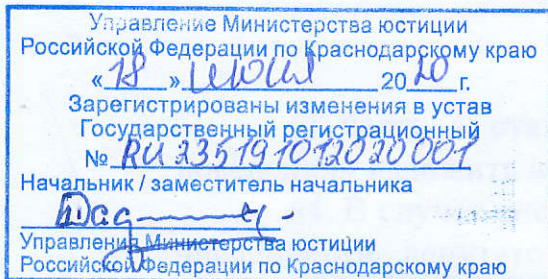 Управление Министерства юстиции
Российской Федерации по Краснодарскому краю
«18» июня 2020 г.
Зарегистрированы изменения в устав
Государственный регистрационный
№ RU 235191012020001
Начальник / заместитель начальника
Управления Министерства юстиции
Российской Федерации по Краснодарскому краю